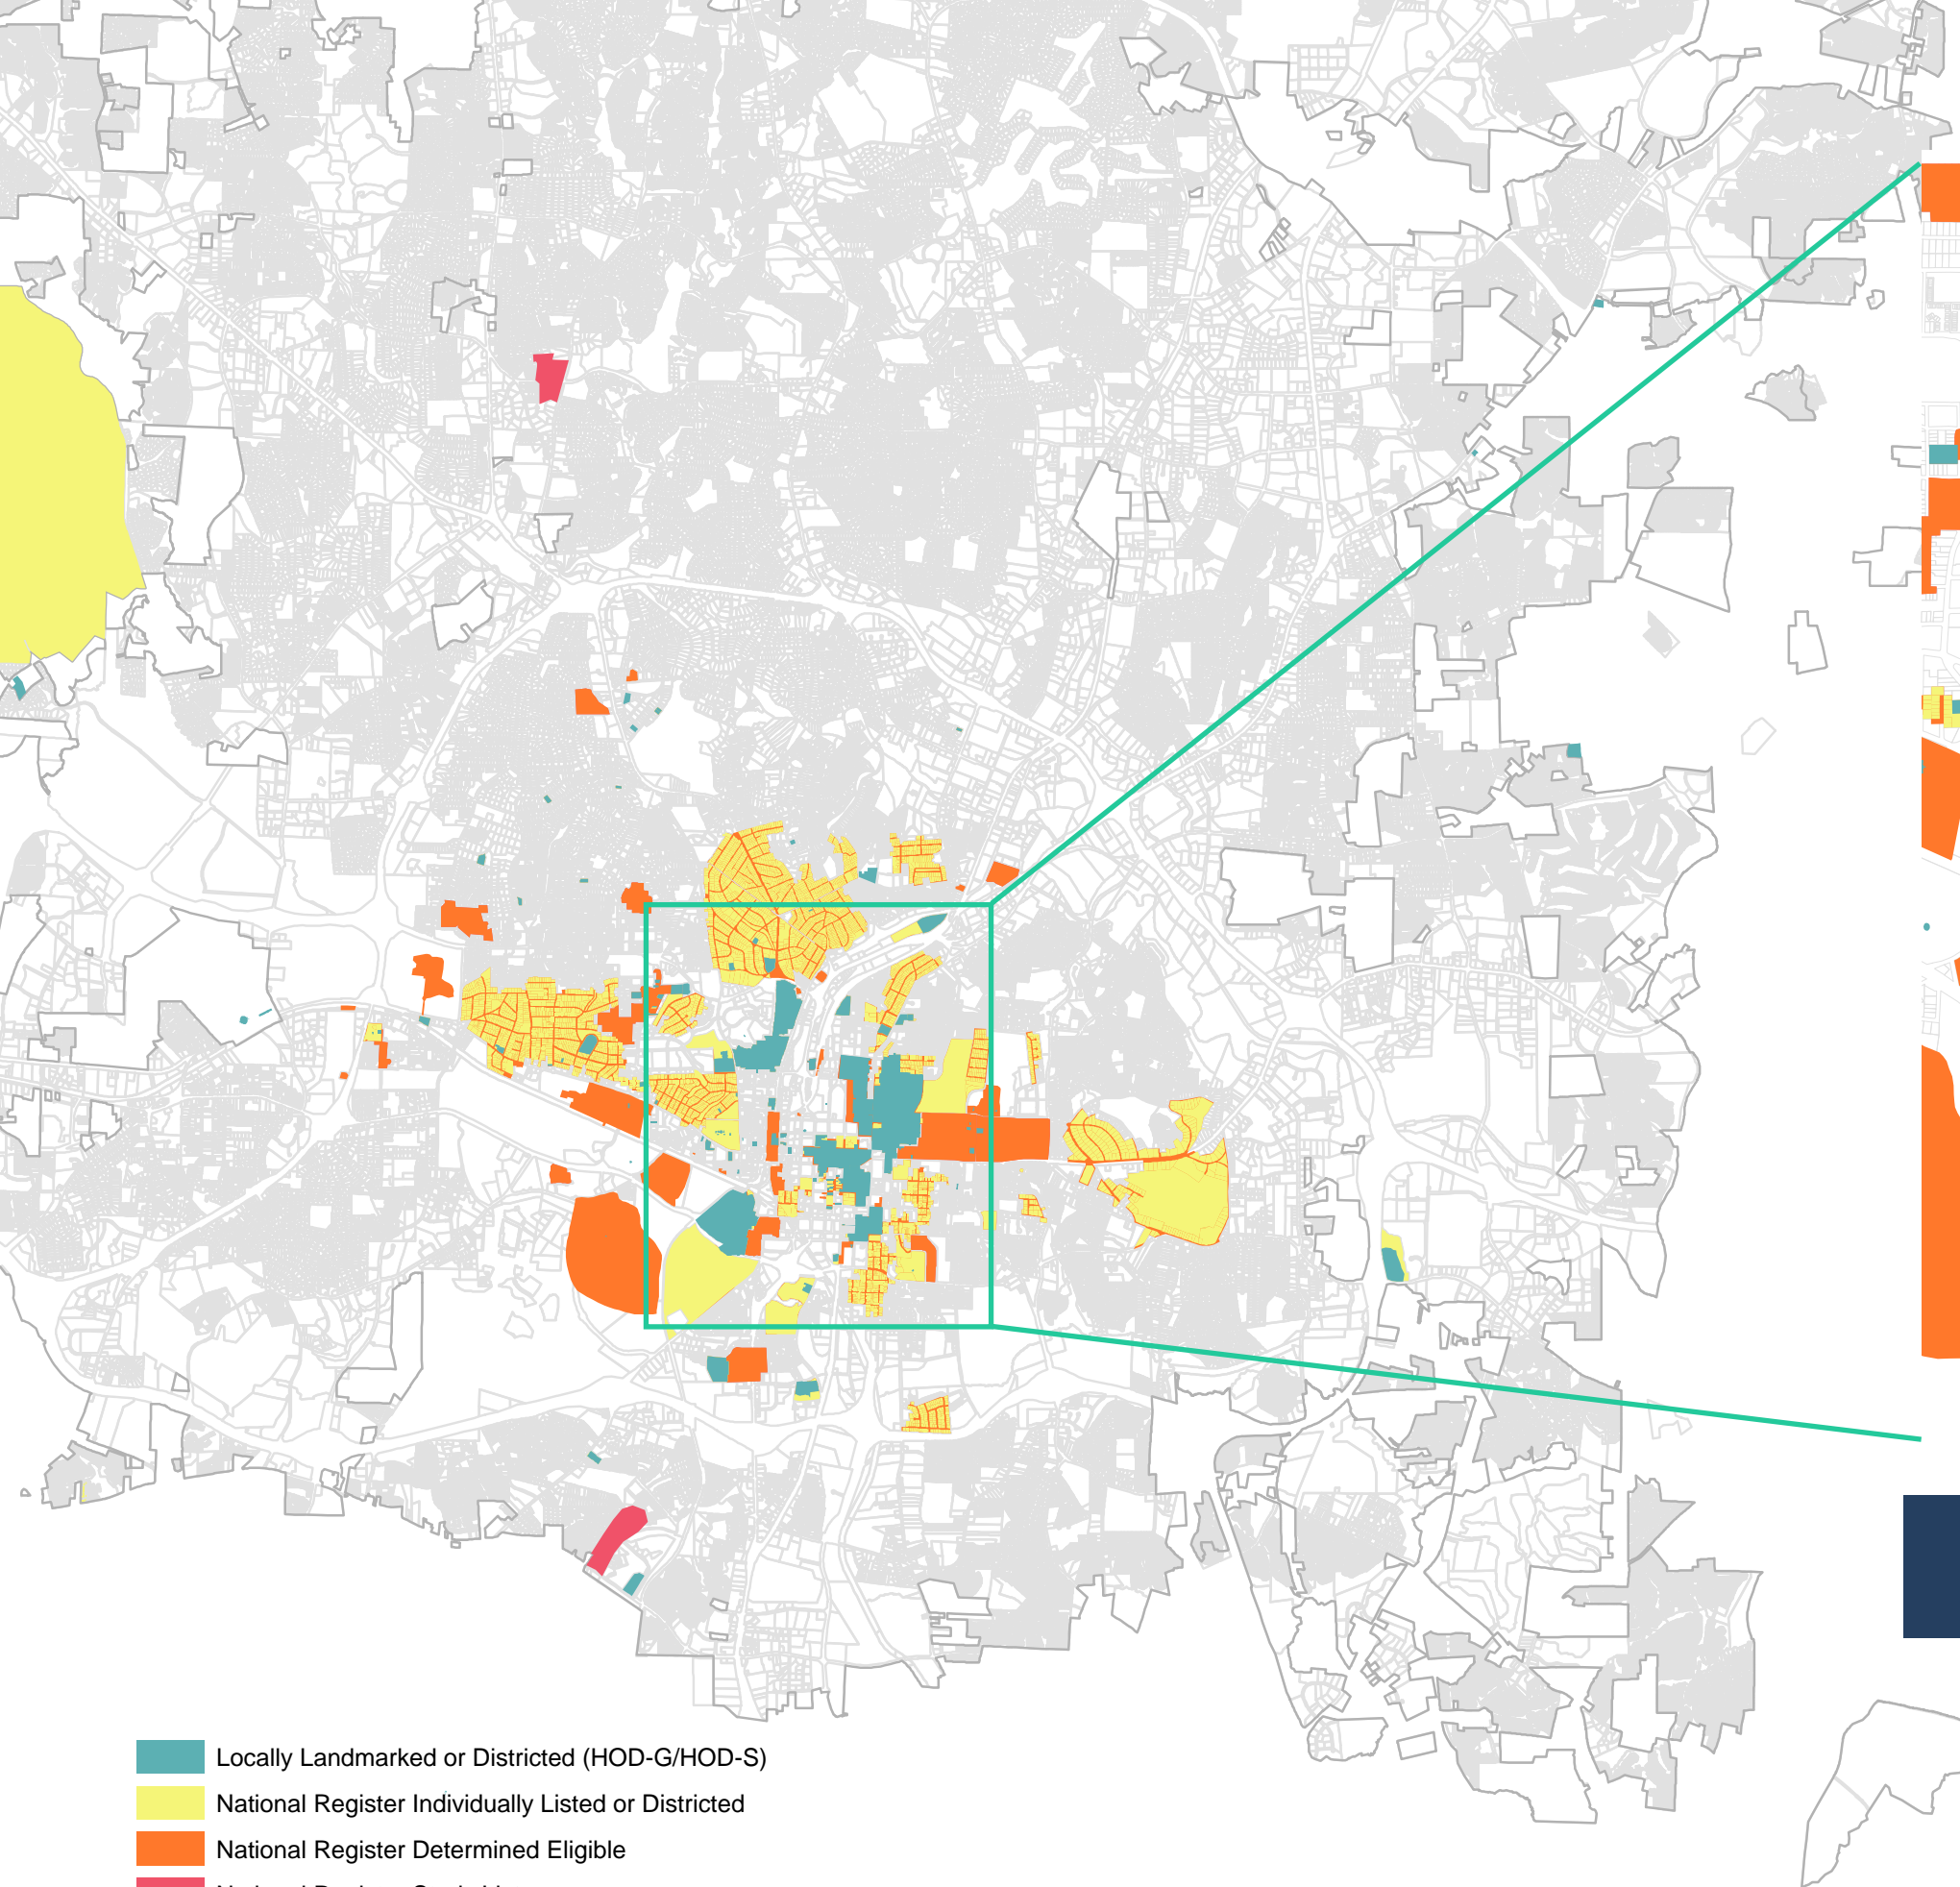 Locally Landmarked or Districted (HOD-G/HOD-S)
National Register Individually Listed or Districted
National Register Determined Eligible